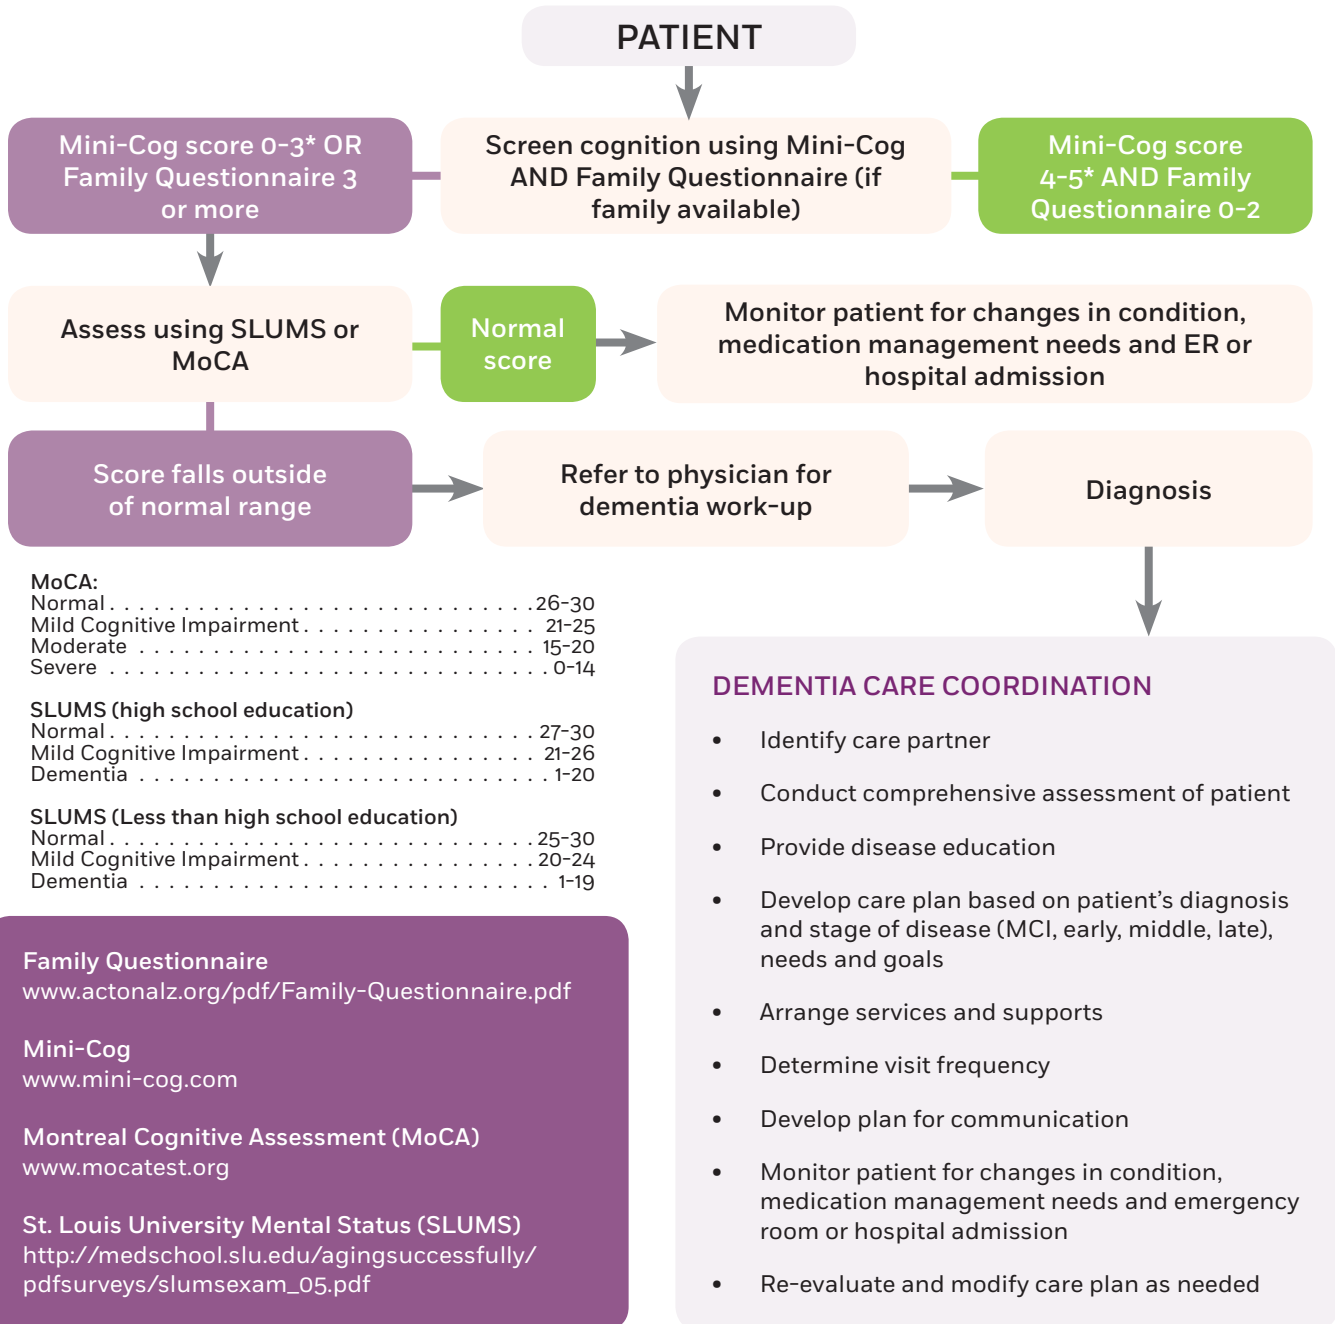 PATIENT
Mini-Cog score 0-3* OR
Family Questionnaire 3
or more
Screen cognition using Mini-Cog
AND Family Questionnaire (if
family available)
Mini-Cog score
4-5* AND Family
Questionnaire 0-2
Assess using SLUMS or
MoCA
Normal
score
Monitor patient for changes in condition,
medication management needs and ER or
hospital admission
Score falls outside
of normal range
Refer to physician for
dementia work-up
Diagnosis
MoCA:
Normal . . . . . . . . . . . . . . . . . . . . . . . . . . . . . 26-30
Mild Cognitive Impairment . . . . . . . . . . . . . . . . 21-25
Moderate . . . . . . . . . . . . . . . . . . . . . . . . . . . 15-20
Severe . . . . . . . . . . . . . . . . . . . . . . . . . . . . . 0-14
SLUMS (high school education)
Normal . . . . . . . . . . . . . . . . . . . . . . . . . . . . . 27-30
Mild Cognitive Impairment . . . . . . . . . . . . . . . . 21-26
Dementia . . . . . . . . . . . . . . . . . . . . . . . . . . . 1-20
SLUMS (Less than high school education)
Normal . . . . . . . . . . . . . . . . . . . . . . . . . . . . . 25-30
Mild Cognitive Impairment . . . . . . . . . . . . . . . . 20-24
Dementia . . . . . . . . . . . . . . . . . . . . . . . . . . . 1-19
Family Questionnaire
www.actonalz.org/pdf/Family-Questionnaire.pdf
Mini-Cog
www.mini-cog.com
Montreal Cognitive Assessment (MoCA)
www.mocatest.org
St. Louis University Mental Status (SLUMS)
http://medschool.slu.edu/agingsuccessfully/
pdfsurveys/slumsexam_05.pdf
DEMENTIA CARE COORDINATION
• Identify care partner
• Conduct comprehensive assessment of patient
• Provide disease education
• Develop care plan based on patient's diagnosis
and stage of disease (MCI, early, middle, late),
needs and goals
• Arrange services and supports
• Determine visit frequency
• Develop plan for communication
• Monitor patient for changes in condition,
medication management needs and emergency
room or hospital admission
• Re-evaluate and modify care plan as needed